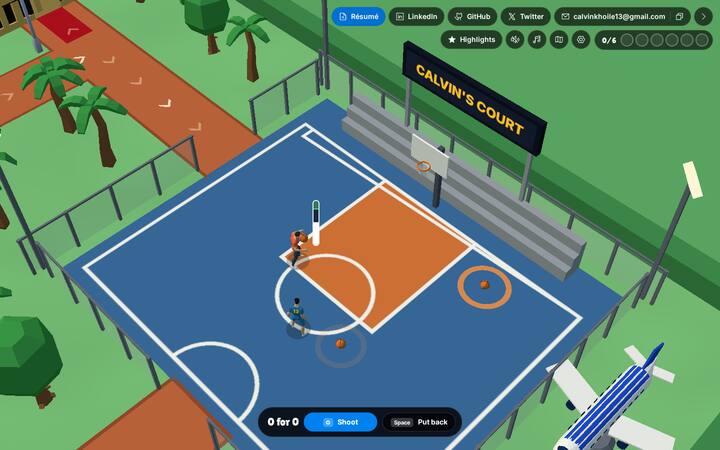 Résumé
LinkedIn
GitHub
Twitter
calvinkhoile13@gmail.com
Highlights
0/6
CALVIN'S COURT
0 for 0
Shoot
Space
Put back